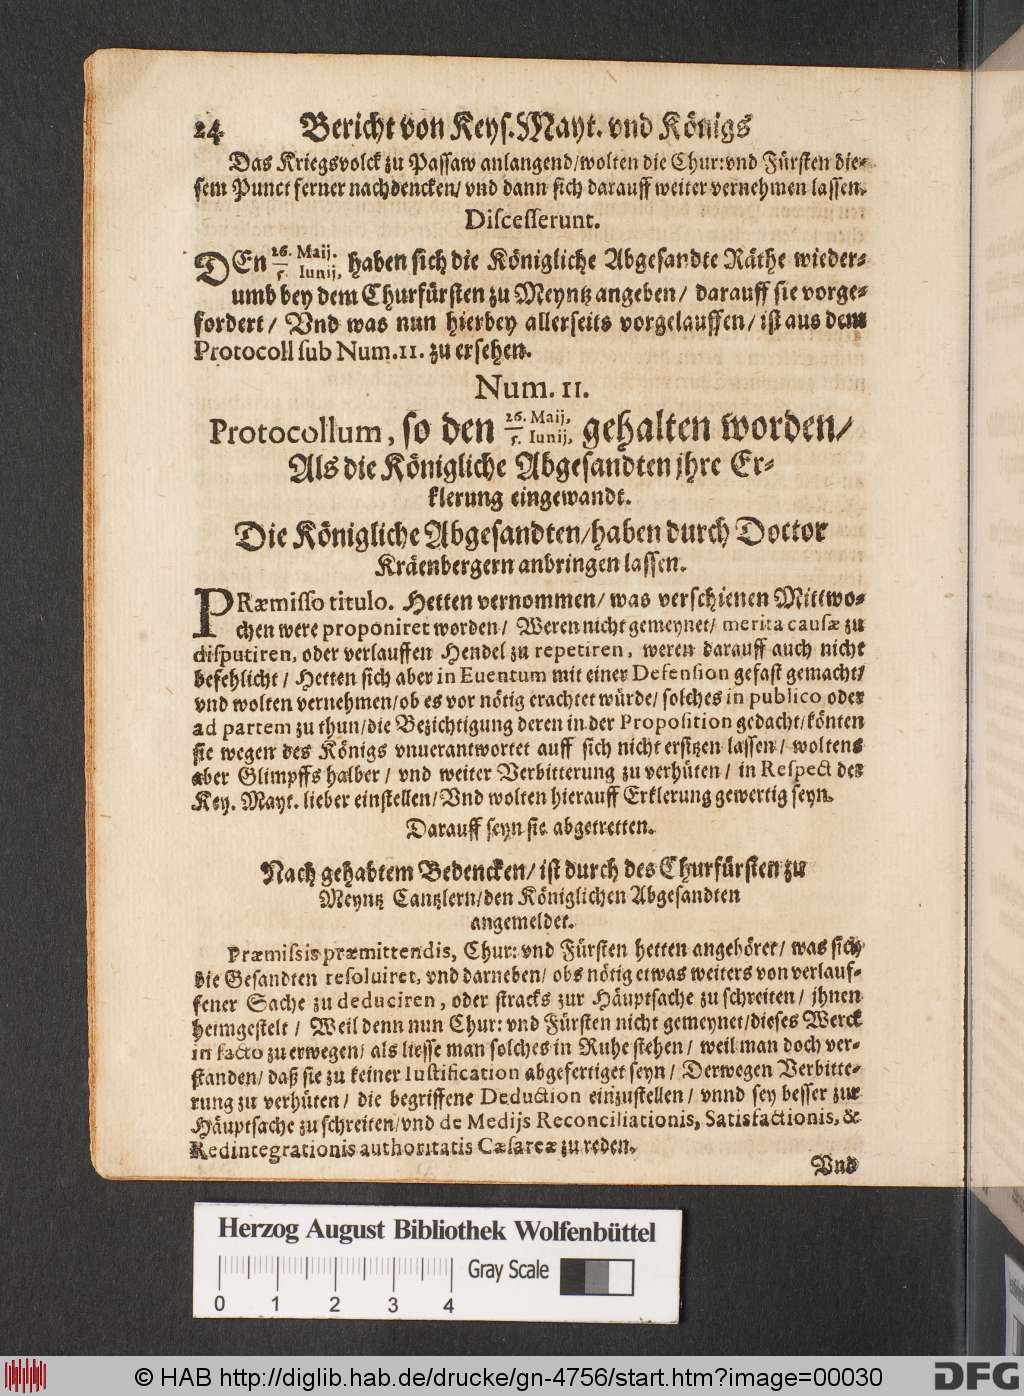 24 Bericht von Keys. Mayt. vnd Königs
Das Kriegsvolck zu Passaw anlangend/wolten die Chur: vnd Fürsten die-
sem Punct ferner nachdencken/ vnd dann sich darauff weiter vernehmen lassen.
Discesserunt.
DEn 26. Maij. / 5. Iunij, haben sich die Königliche Abgesandte Räthe wieder-
umb bey dem Churfürsten zu Meyntz angeben/ darauff sie vorge-
fordert/ Vnd was nun hierbey allerseits vorgelauffen/ ist aus dem
Protocoll sub Num. 11. zu ersehen.
Num. 11.
Protocollum, so den 26. Maij, / 5. Iunij, gehalten worden/
Als die Königliche Abgesandten jhre Er-
klerung eingewandt.
Die Königliche Abgesandten/haben durch Doctor
Kräenbergern anbringen lassen.
PRæmisso titulo. Hetten vernommen/ was verschienen Mittwo-
chen were proponiret worden/ Weren nicht gemeynet/ merita causæ zu
disputiren, oder verlauffen Hendel zu repetiren, weren darauff auch nicht
befehlicht/ Hetten sich aber in Euentum mit einer Defension gefast gemacht/
vnd wolten vernehmen/ob es vor nötig erachtet würde/ solches in publico oder
ad partem zu thun/die Bezichtigung deren in der Proposition gedacht/könten
sie wegen des Königs vnuerantwortet auff sich nicht ersitzen lassen/ woltens
aber Glimpffs halber/ vnd weiter Verbitterung zu verhüten/ in Respect der
Key. Mayt. lieber einstellen/Vnd wolten hierauff Erklerung gewertig seyn.
Darauff seyn sie abgetretten.
Nach gehabtem Bedencken/ ist durch des Churfürsten zu
Meyntz Cantzlern/den Königlichen Abgesandten
angemeldet.
Præmissis præmittendis, Chur: vnd Fürsten hetten angehöret/ was sich
die Gesandten resoluiret, vnd darneben/ obs nötig etwas weiters von verlauf-
fener Sache zu deduciren, oder stracks zur Häuptsache zu schreiten/ jhnen
heimgestelt/ Weil denn nun Chur: vnd Fürsten nicht gemeynet/dieses Werck
in facto zu erwegen/ als liesse man solches in Ruhe stehen/ weil man doch ver-
standen/ daß sie zu keiner Iustification abgefertiget seyn/ Derwegen Verbitte-
rung zu verhüten/ die begriffene Deduction einzustellen/ vnnd sey besser zur
Häuptsache zu schreiten/vnd de Medijs Reconciliationis, Satisfactionis, &
Redintegrationis authoritatis Cæsareæ zu reden.
Vnd
Herzog August Bibliothek Wolfenbüttel
Gray Scale
0 1 2 3 4
© HAB http://diglib.hab.de/drucke/gn-4756/start.htm?image=00030
DFG